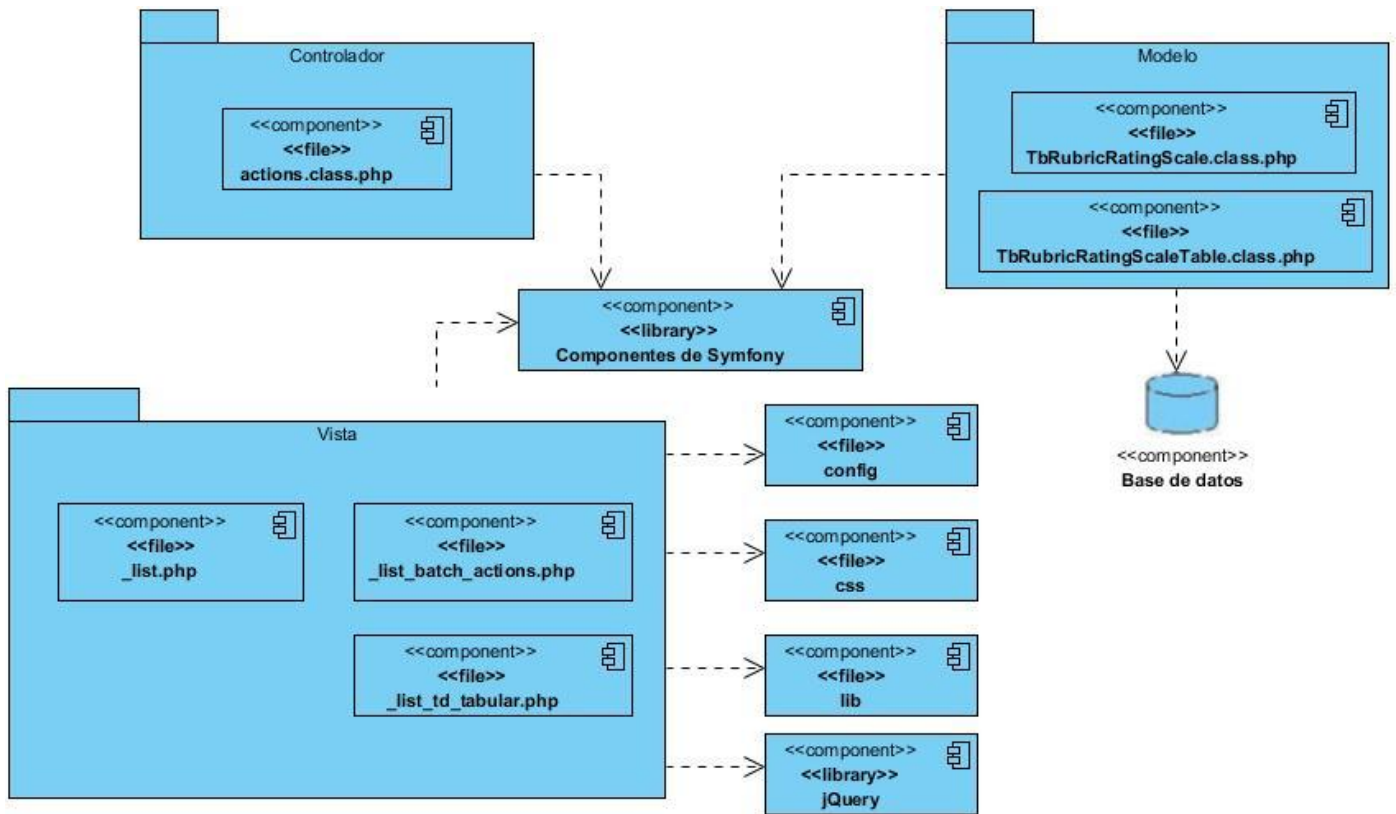 Controlador
<<component>>
<<file>>
actions.class.php
Modelo
<<component>>
<<file>>
TbRubricRatingScale.class.php
<<component>>
<<file>>
TbRubricRatingScaleTable.class.php
<<component>>
<<library>>
Componentes de Symfony
<<component>>
Base de datos
Vista
<<component>>
<<file>>
_list.php
<<component>>
<<file>>
_list_batch_actions.php
<<component>>
<<file>>
_list_td_tabular.php
<<component>>
<<file>>
config
<<component>>
<<file>>
css
<<component>>
<<file>>
lib
<<component>>
<<library>>
jQuery